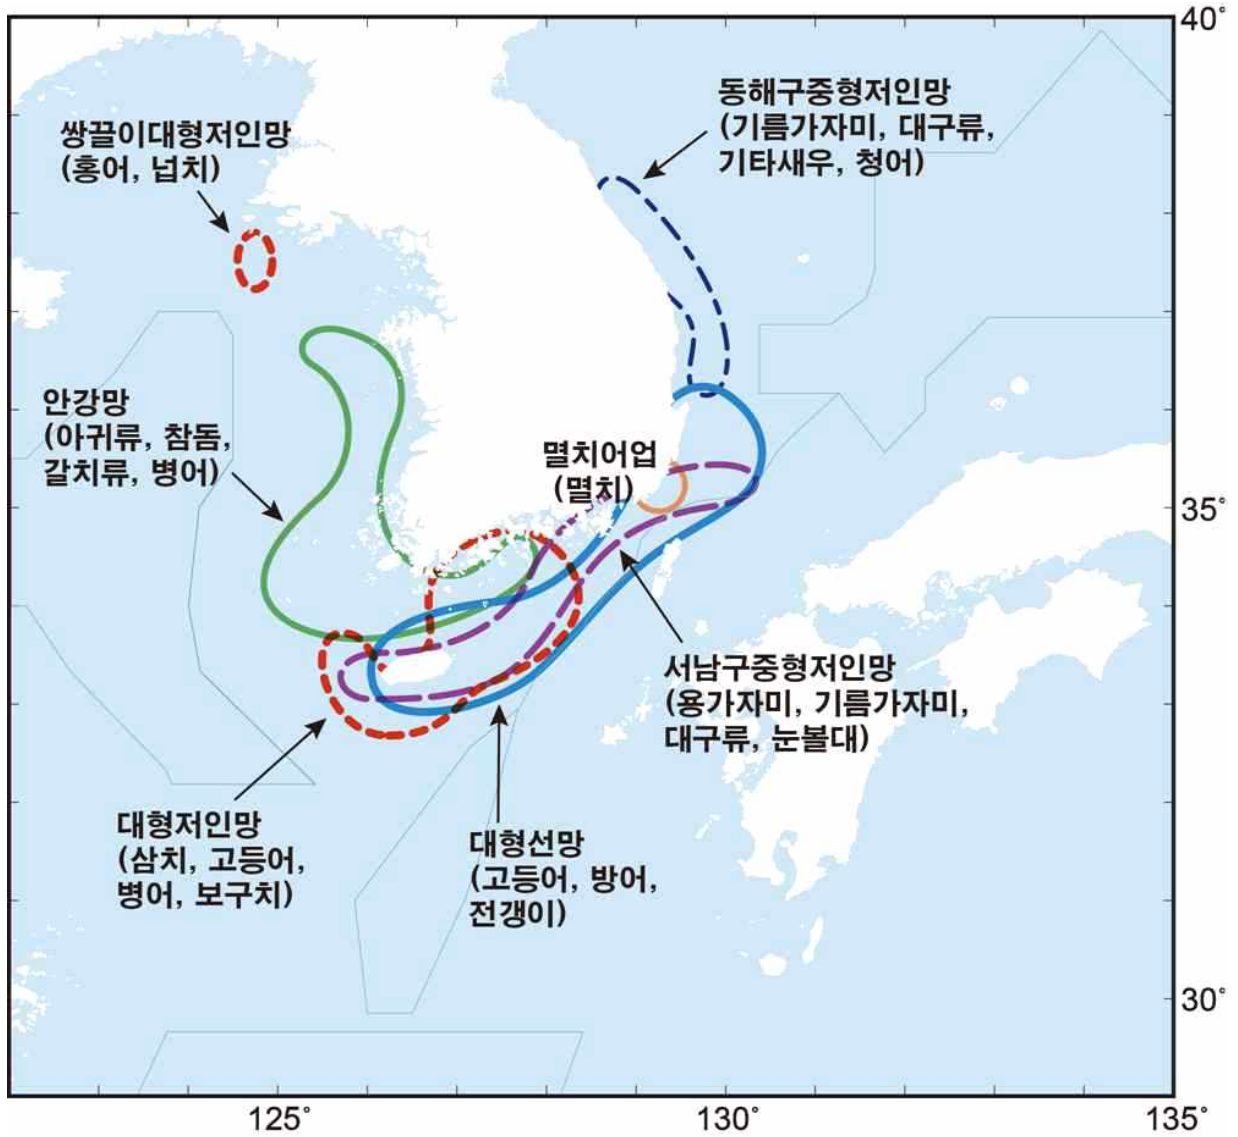 40°
동해구중형저인망
(기름가자미, 대구류,
기타새우, 청어)
쌍끌이대형저인망
(홍어, 넙치)
안강망
(아귀류, 참돔,
갈치류, 병어)
멸치어업
(멸치)
35°
서남구중형저인망
(용가자미, 기름가자미,
대구류, 눈볼대)
대형저인망
(삼치, 고등어,
병어, 보구치)
대형선망
(고등어, 방어,
전갱이)
30°
125°
130°
135°